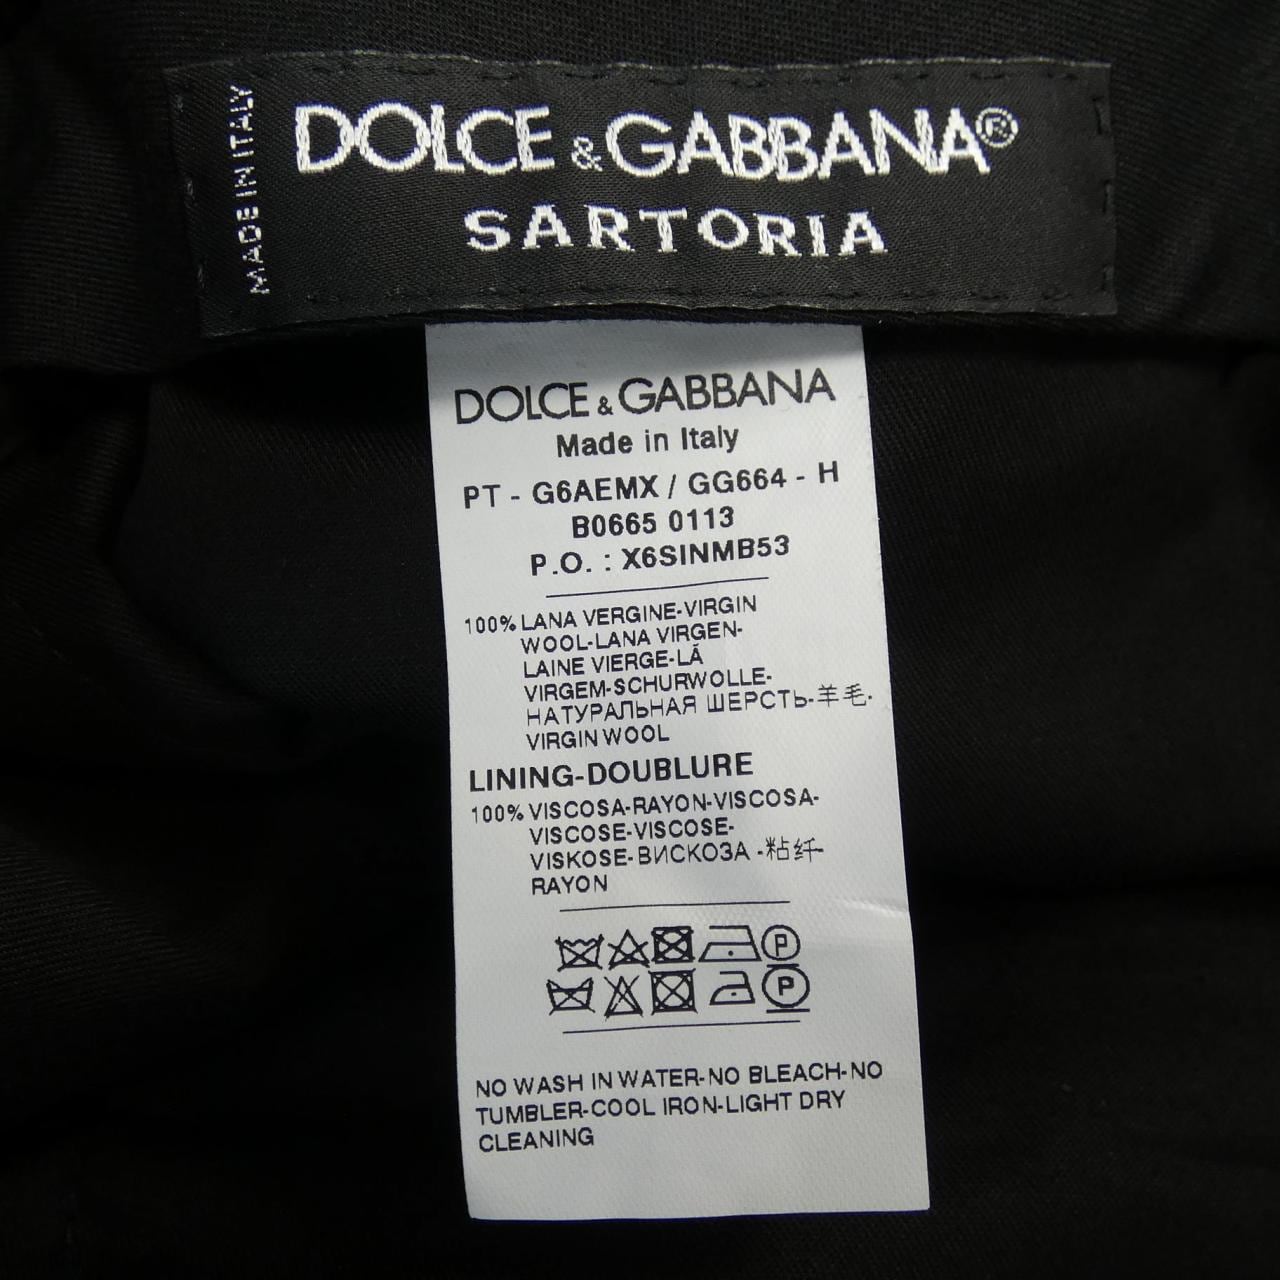 MADE IN ITALY
DOLCE & GABBANA®
SARTORIA
DOLCE & GABBANA
Made in Italy
PT - G6AEMX / GG664 - H
B0665 0113
P.O. : X6SINMB53
100% LANA VERGINE-VIRGIN
WOOL-LANA VIRGEN-
LAINE VIERGE-LÃ
VIRGEM-SCHURWOLLE-
НАТУРАЛЬНАЯ ШЕРСТЬ-羊毛-
VIRGIN WOOL
LINING-DOUBLURE
100% VISCOSA-RAYON-VISCOSA-
VISCOSE-VISCOSE-
VISKOSE-ВИСКОЗА -粘纤-
RAYON
P
P
NO WASH IN WATER-NO BLEACH-NO
TUMBLER-COOL IRON-LIGHT DRY
CLEANING